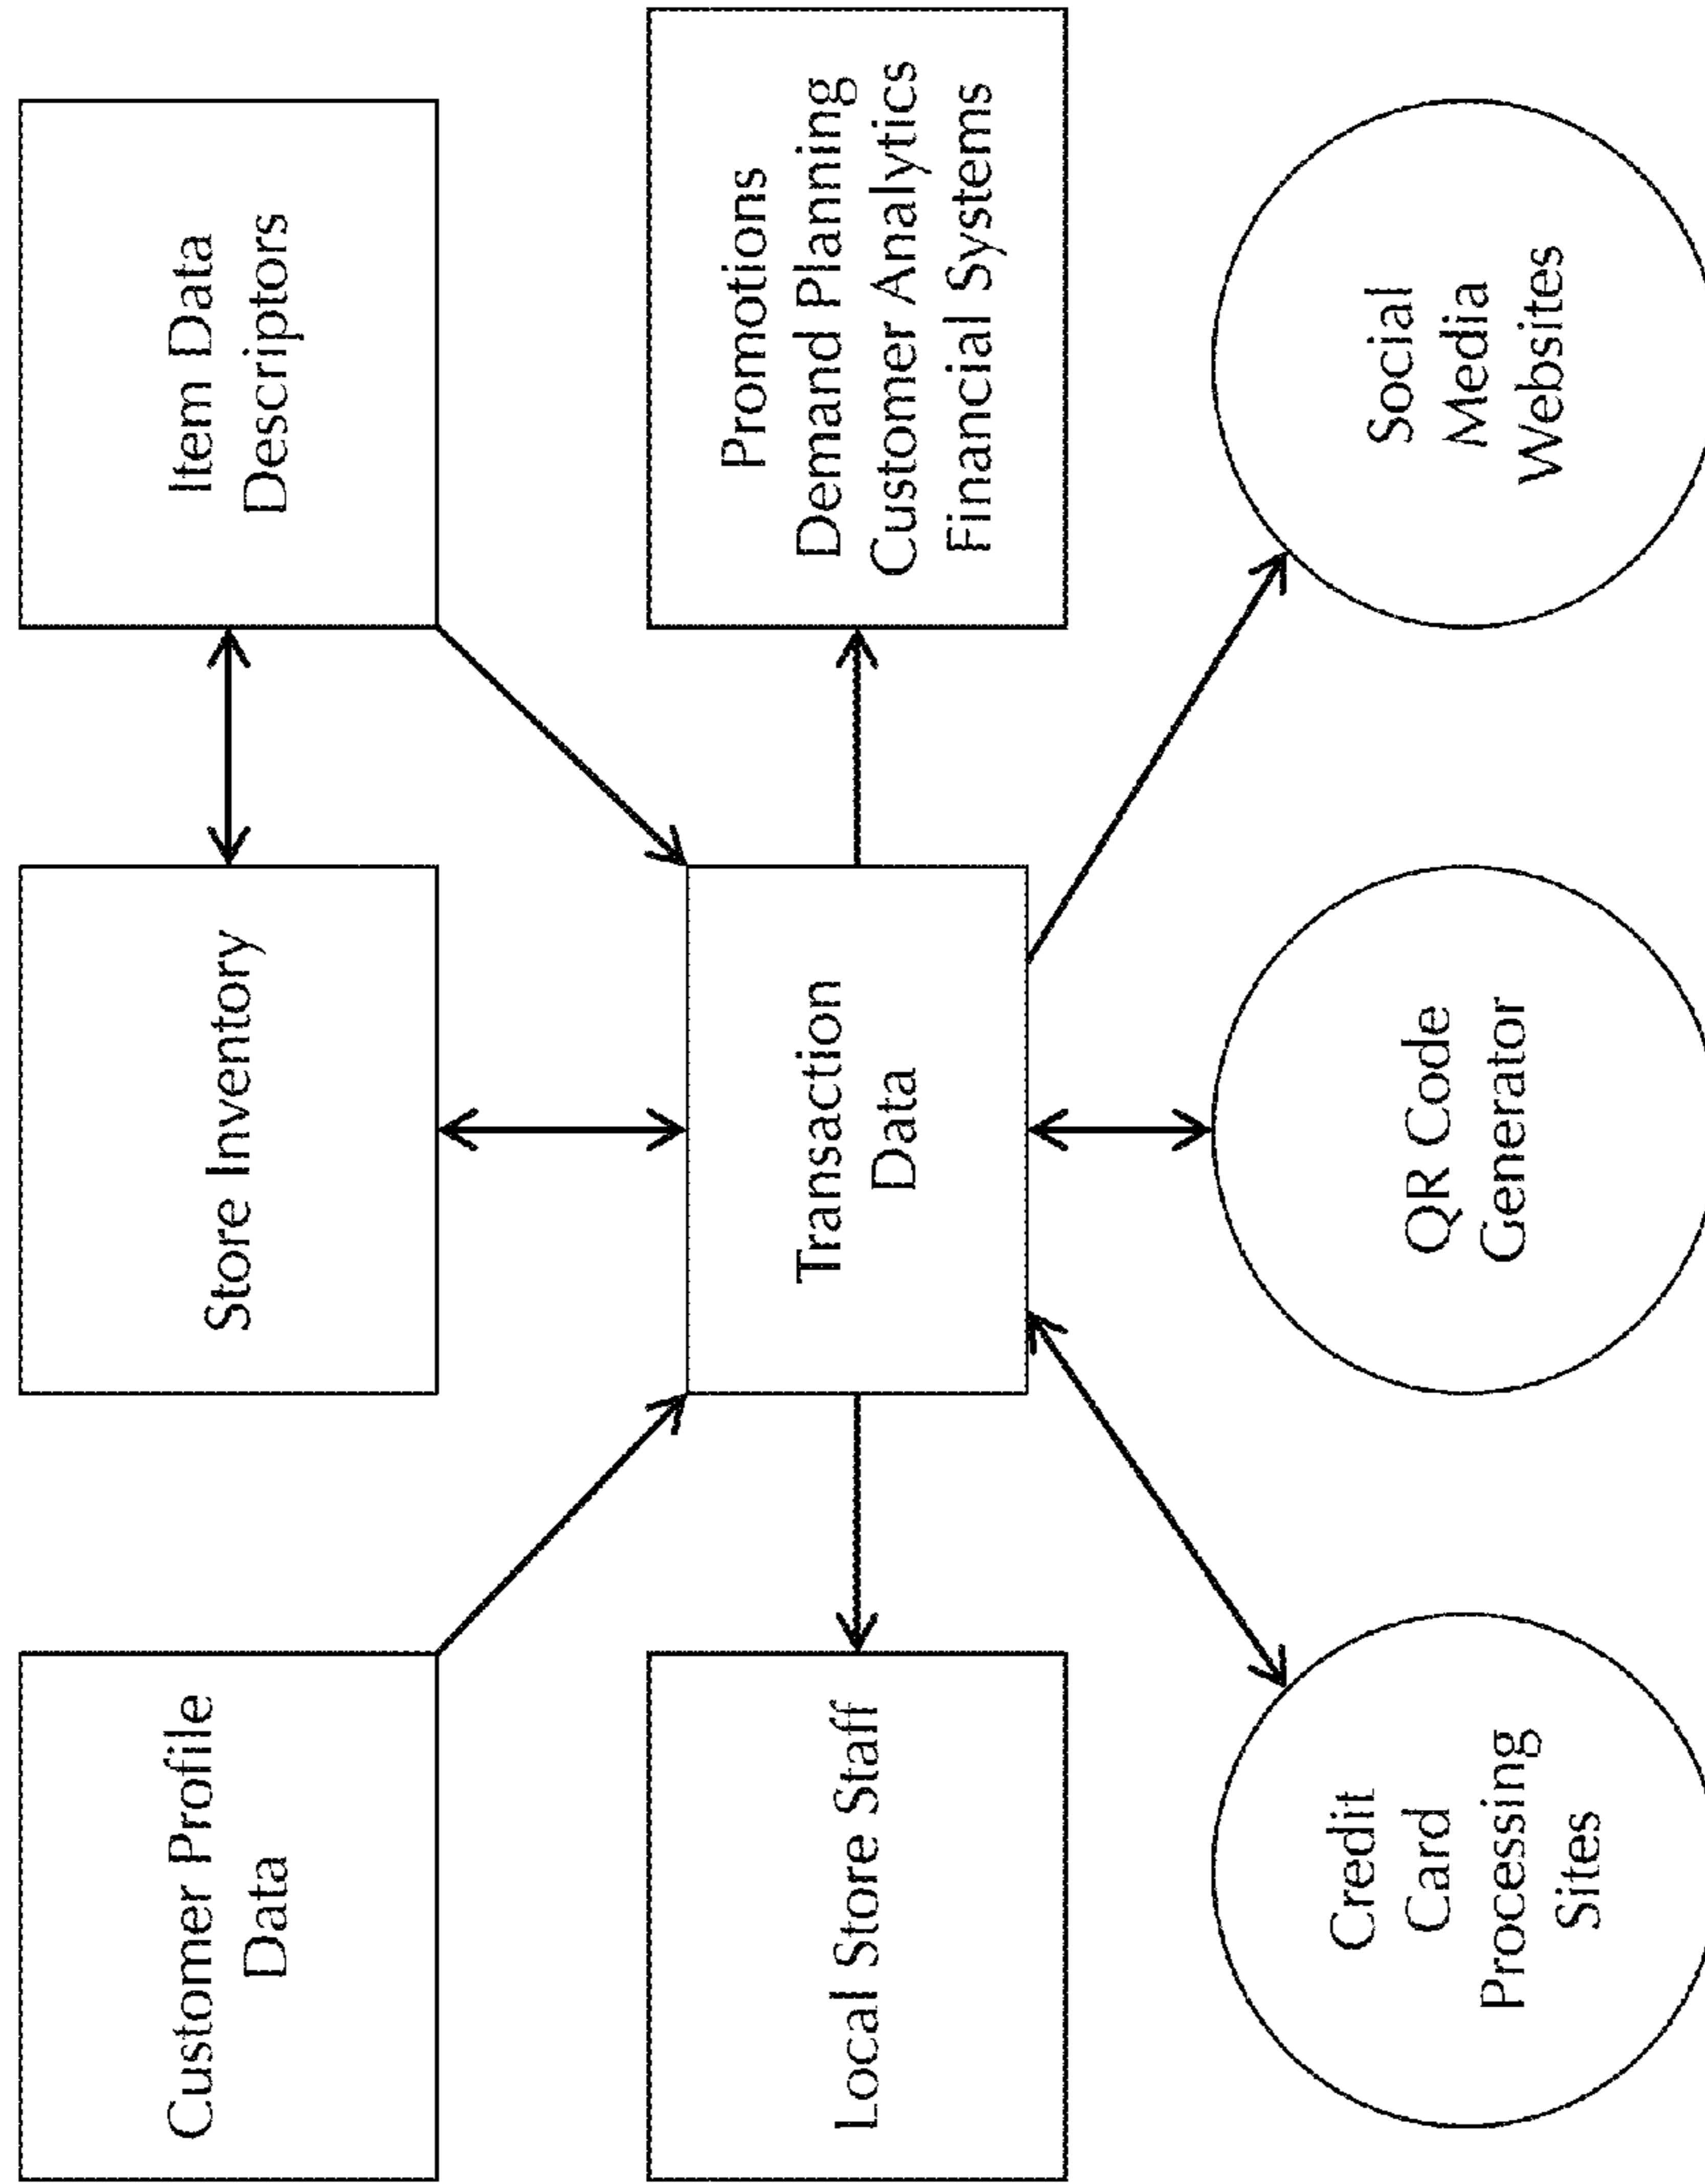 Customer Profile
Data
Store Inventory
Item Data
Descriptors
Local Store Staff
Transaction
Data
Promotions
Demand Planning
Customer Analytics
Financial Systems
Credit
Card
Processing
Sites
QR Code
Generator
Social
Media
Websites